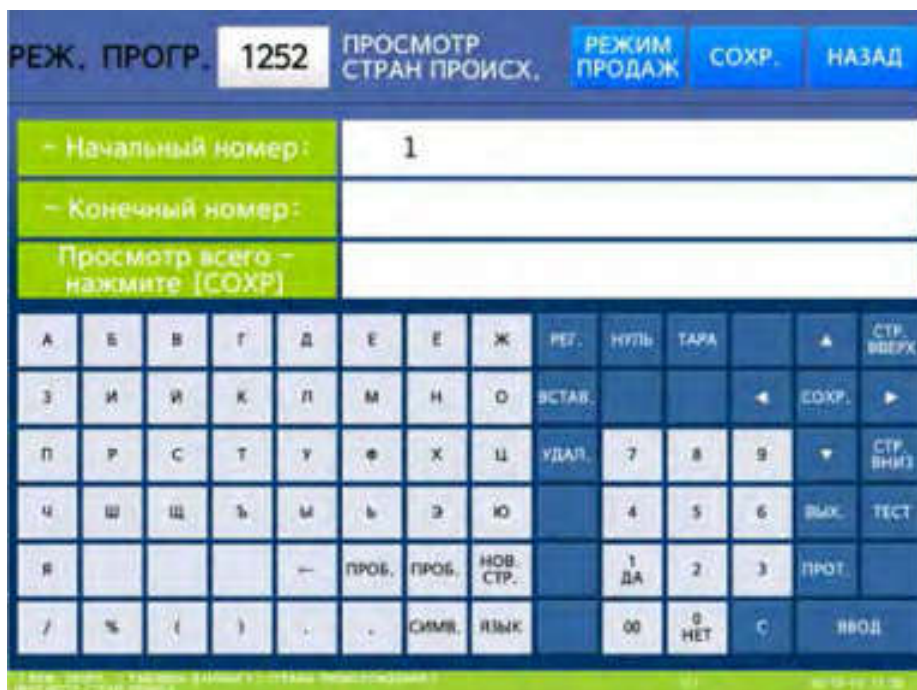 РЕЖ. ПРОГР. 1252 ПРОСМОТР СТРАН ПРОИСХ. РЕЖИМ ПРОДАЖ СОХР. НАЗАД
- Начальный номер: 1
- Конечный номер:
Просмотр всего -
нажмите [СОХР]
А Б В Г Д Е Ё Ж РЕГ. НУЛЬ ТАРА ▲ СТР. ВВЕРХ
З И Й К Л М Н О ВСТАВ. ◄ СОХР. ►
П Р С Т У Ф Х Ц УДАЛ. 7 8 9 ▼ СТР. ВНИЗ
Ч Ш Щ Ъ Ы Ь Э Ю 4 5 6 ВЫХ. ТЕСТ
Я ← ПРОБ. ПРОБ. НОВ. СТР. 1 ДА 2 3 ПРОТ.
/ % ( ) СИМВ. ЯЗЫК 00 0 НЕТ С ВВОД